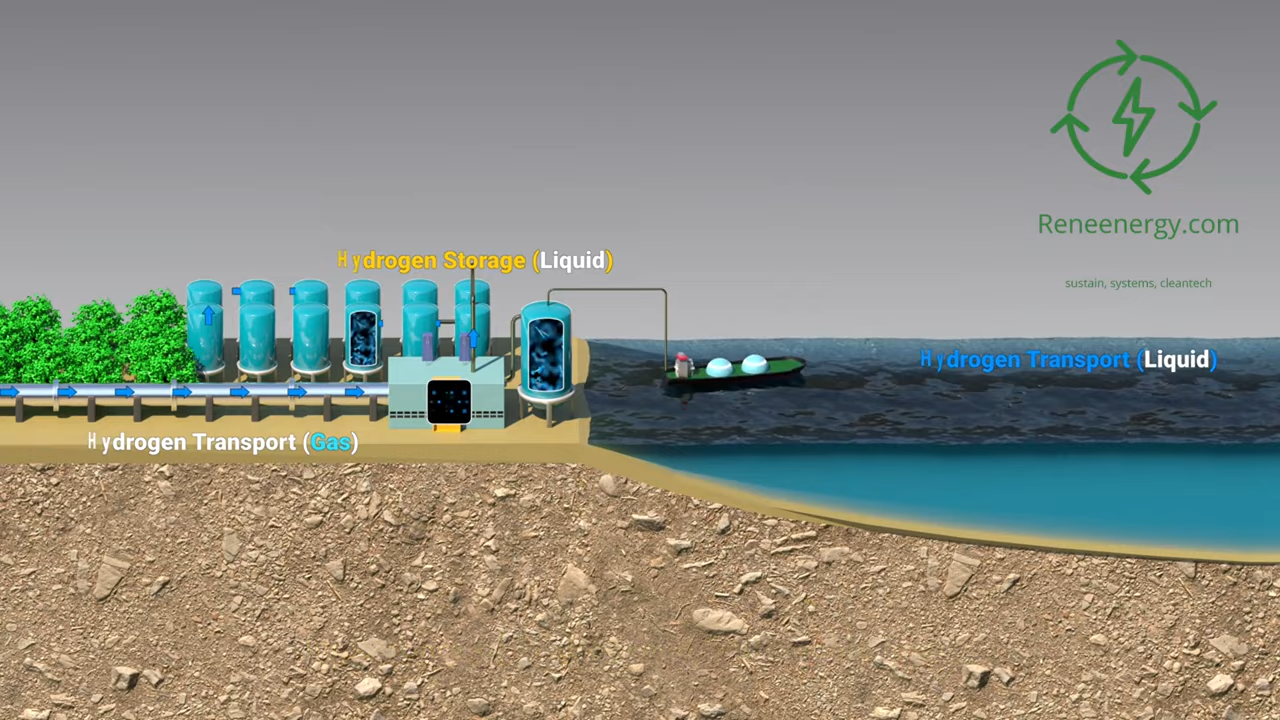 Reneenergy.com
sustain, systems, cleantech
Hydrogen Storage (Liquid)
Hydrogen Transport (Liquid)
Hydrogen Transport (Gas)